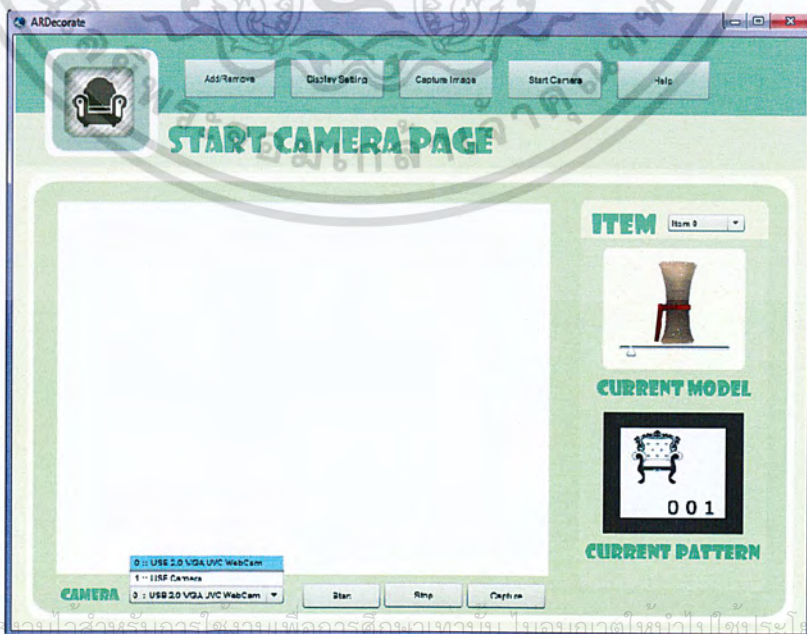 ARDecorate
Add/Remove Display Setting Capture Image Start Camera Help
START CAMERA PAGE
ITEM Item 0
CURRENT MODEL
001
CURRENT PATTERN
0 :: USB 2.0 VGA UVC WebCam
1 :: USB Camera
CAMERA 0 :: USB 2.0 VGA UVC WebCam Start Stop Capture